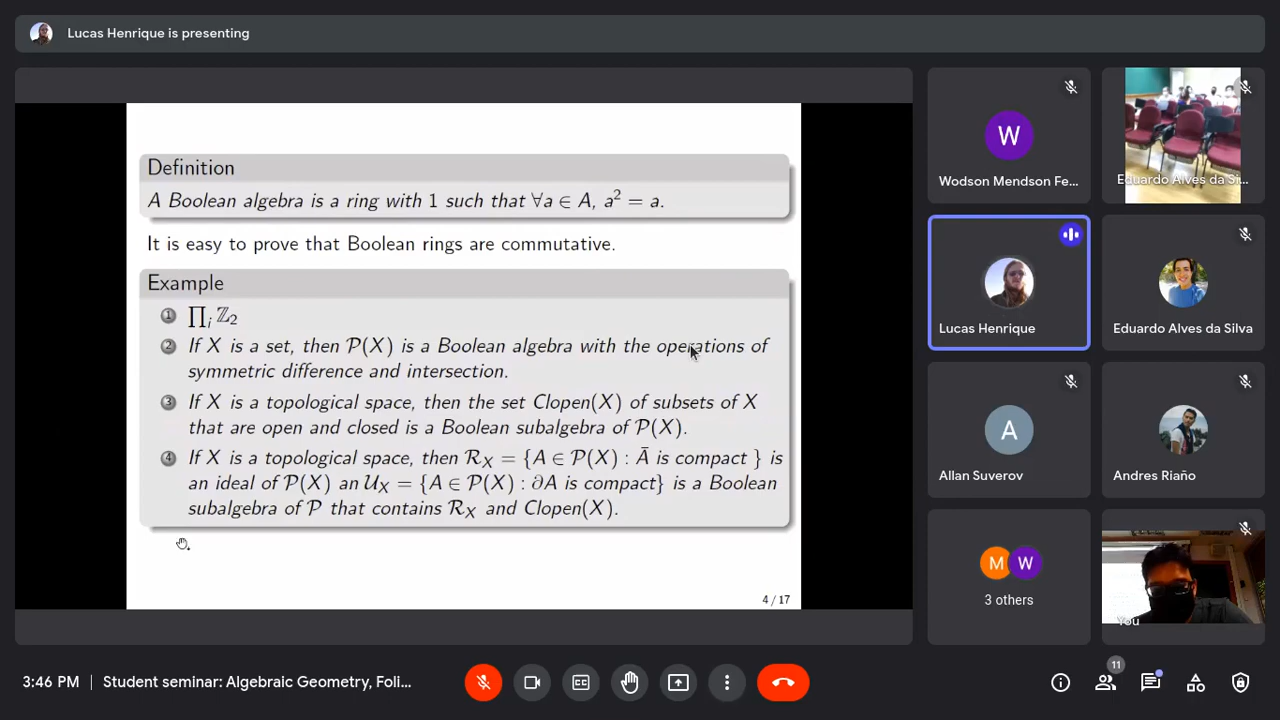 Lucas Henrique is presenting
Definition
A Boolean algebra is a ring with 1 such that ∀a ∈ A, a² = a.
It is easy to prove that Boolean rings are commutative.
Example
1 ∏ᵢ ℤ₂
2 If X is a set, then 𝒫(X) is a Boolean algebra with the operations of
symmetric difference and intersection.
3 If X is a topological space, then the set Clopen(X) of subsets of X
that are open and closed is a Boolean subalgebra of 𝒫(X).
4 If X is a topological space, then ℛ_X = {A ∈ 𝒫(X) : Ā is compact } is
an ideal of 𝒫(X) an 𝒰_X = {A ∈ 𝒫(X) : ∂A is compact} is a Boolean
subalgebra of 𝒫 that contains ℛ_X and Clopen(X).
4 / 17
W
Wodson Mendson Fe...
Eduardo Alves da Si...
Lucas Henrique
Eduardo Alves da Silva
A
Allan Suverov
Andres Riaño
M W
3 others
You
3:46 PM | Student seminar: Algebraic Geometry, Foli...
CC
11